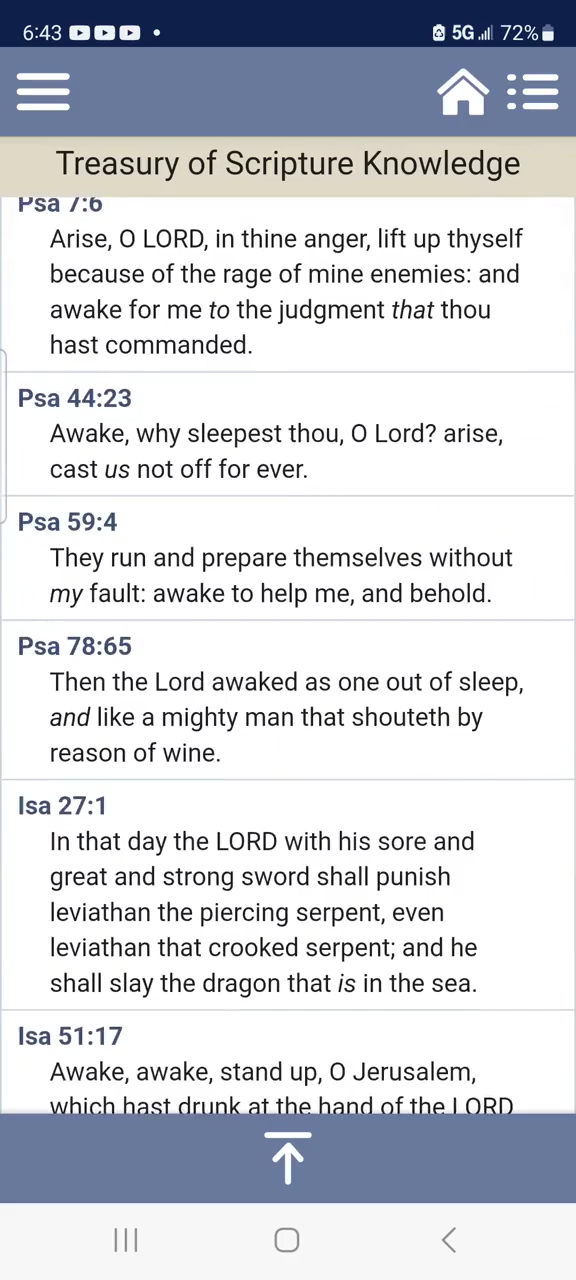 6:43
5G 72%
Treasury of Scripture Knowledge
Psa 7:6
Arise, O LORD, in thine anger, lift up thyself
because of the rage of mine enemies: and
awake for me to the judgment that thou
hast commanded.
Psa 44:23
Awake, why sleepest thou, O Lord? arise,
cast us not off for ever.
Psa 59:4
They run and prepare themselves without
my fault: awake to help me, and behold.
Psa 78:65
Then the Lord awaked as one out of sleep,
and like a mighty man that shouteth by
reason of wine.
Isa 27:1
In that day the LORD with his sore and
great and strong sword shall punish
leviathan the piercing serpent, even
leviathan that crooked serpent; and he
shall slay the dragon that is in the sea.
Isa 51:17
Awake, awake, stand up, O Jerusalem,
which hast drunk at the hand of the LORD